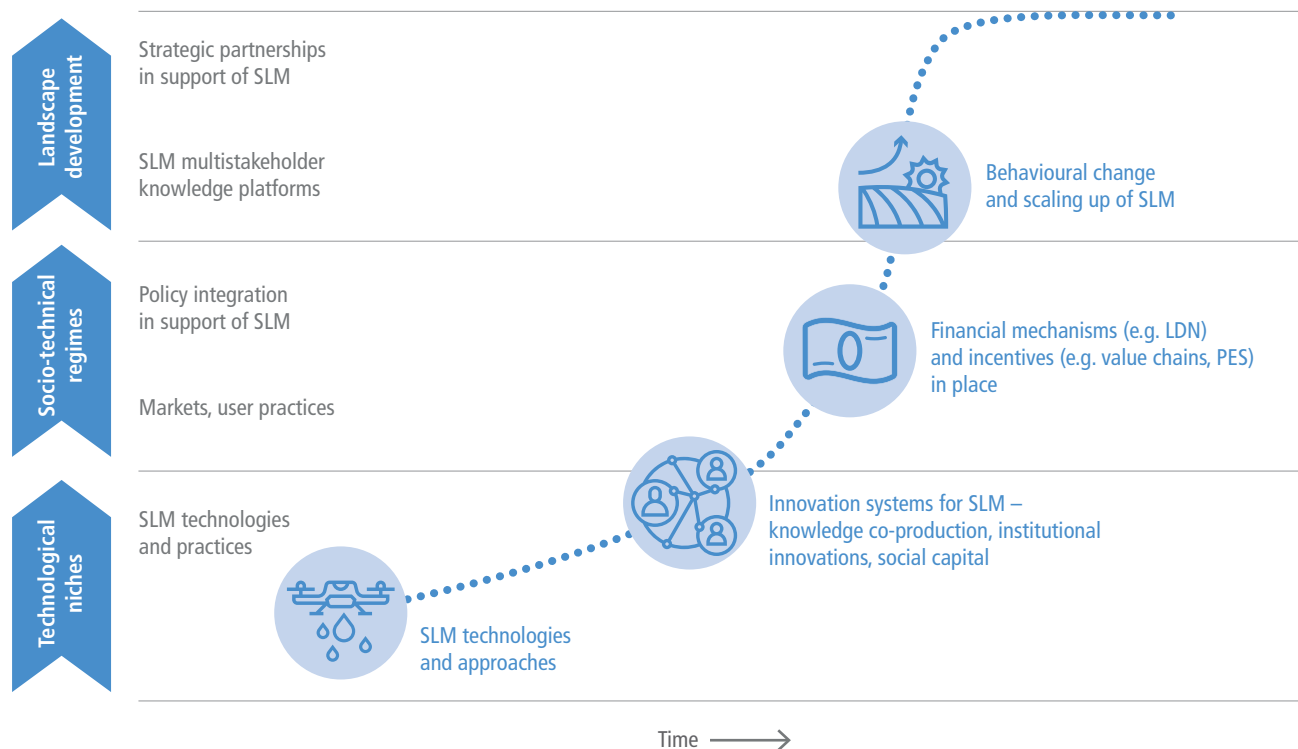 Landscape
development
Strategic partnerships
in support of SLM
SLM multistakeholder
knowledge platforms
Behavioural change
and scaling up of SLM
Socio-technical
regimes
Policy integration
in support of SLM
Markets, user practices
Financial mechanisms (e.g. LDN)
and incentives (e.g. value chains, PES)
in place
Technological
niches
SLM technologies
and practices
Innovation systems for SLM –
knowledge co-production, institutional
innovations, social capital
SLM technologies
and approaches
Time